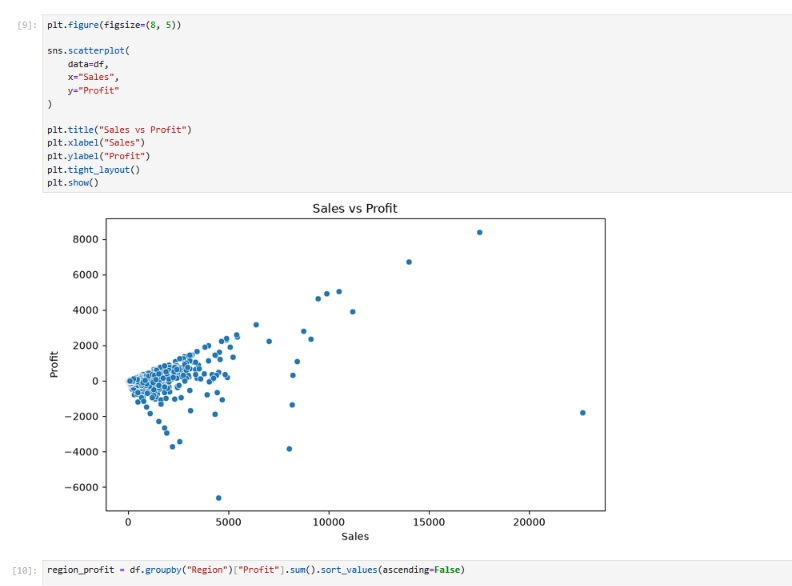 [9]: plt.figure(figsize=(8, 5))
sns.scatterplot(
data=df,
x="Sales",
y="Profit"
)
plt.title("Sales vs Profit")
plt.xlabel("Sales")
plt.ylabel("Profit")
plt.tight_layout()
plt.show()
Sales vs Profit
8000
6000
4000
2000
0
−2000
−4000
−6000
Profit
0 5000 10000 15000 20000
Sales
[10]: region_profit = df.groupby("Region")["Profit"].sum().sort_values(ascending=False)